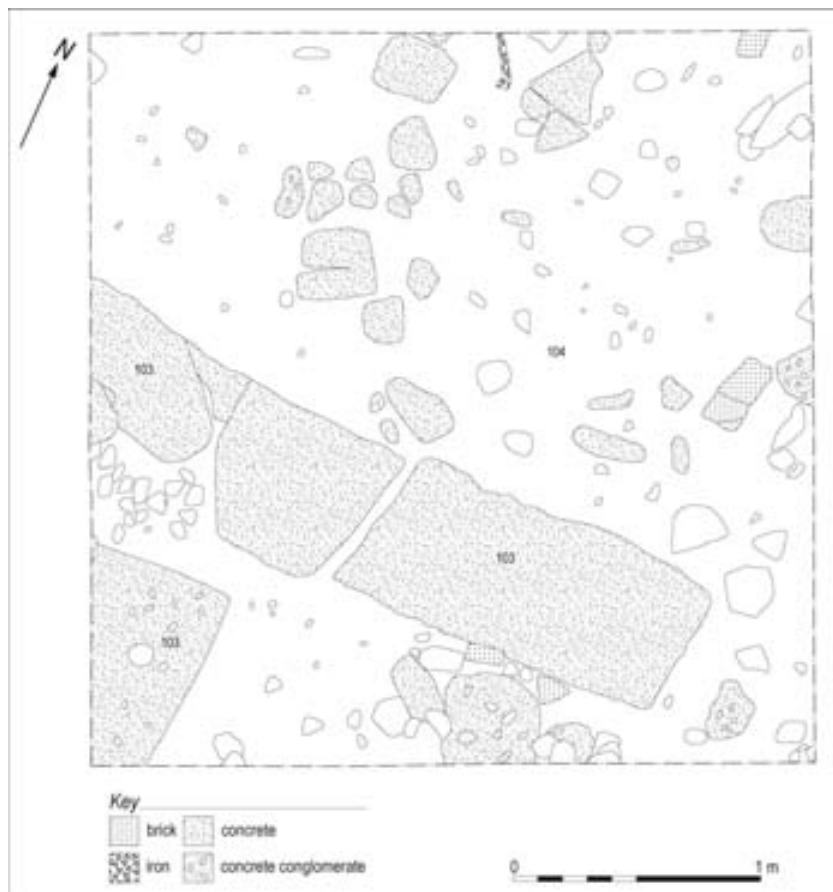 N
103
104
103
103
Key
brick concrete
iron concrete conglomerate
0 1 m